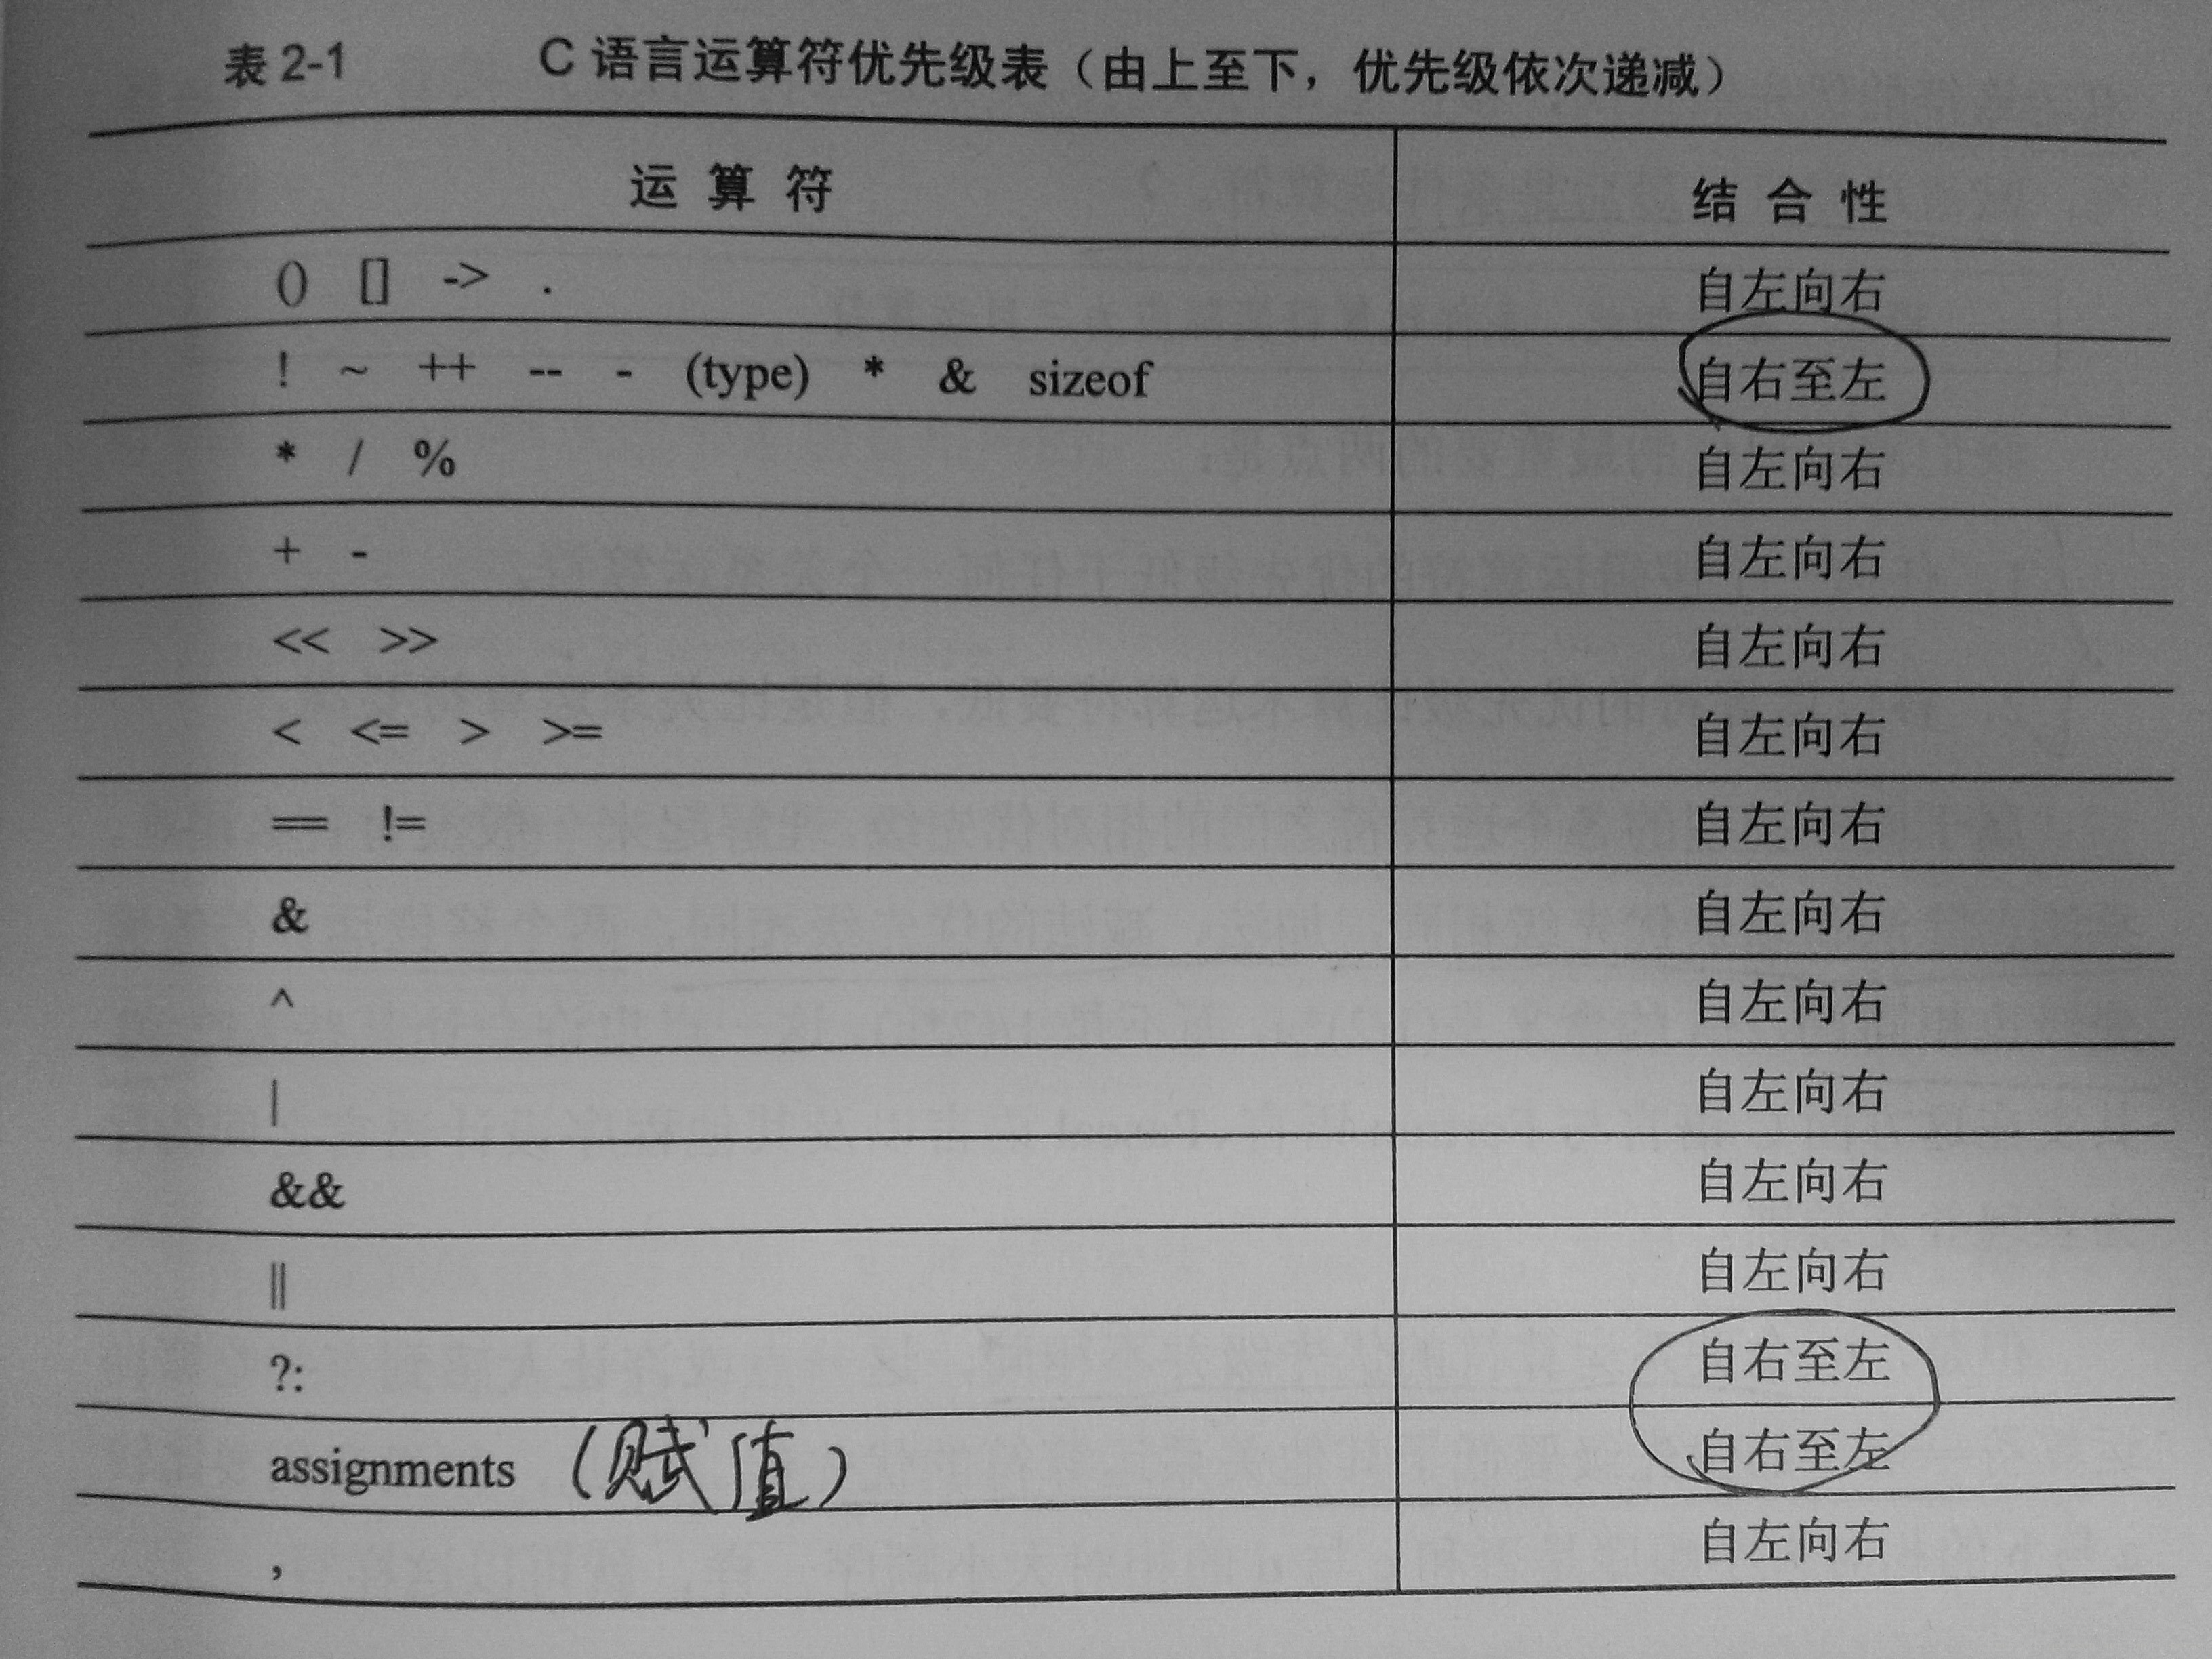 表 2-1 C 语言运算符优先级表（由上至下，优先级依次递减）
运 算 符 结 合 性
() [] -> . 自左向右
! ~ ++ -- - (type) * & sizeof 自右至左
* / % 自左向右
+ - 自左向右
<< >> 自左向右
< <= > >= 自左向右
== != 自左向右
& 自左向右
^ 自左向右
| 自左向右
&& 自左向右
|| 自左向右
?: 自右至左
assignments （赋值） 自右至左
, 自左向右